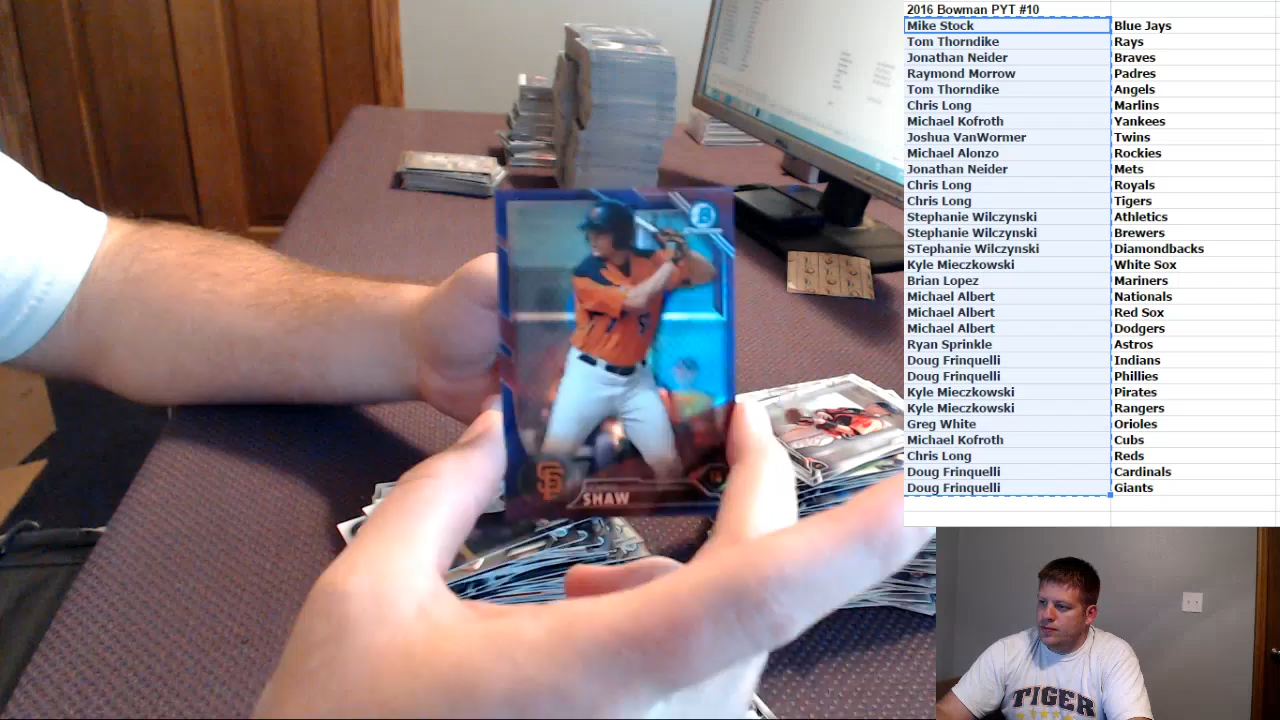 2016 Bowman PYT #10
Mike Stock Blue Jays
Tom Thorndike Rays
Jonathan Neider Braves
Raymond Morrow Padres
Tom Thorndike Angels
Chris Long Marlins
Michael Kofroth Yankees
Joshua VanWormer Twins
Michael Alonzo Rockies
Jonathan Neider Mets
Chris Long Royals
Chris Long Tigers
Stephanie Wilczynski Athletics
Stephanie Wilczynski Brewers
STephanie Wilczynski Diamondbacks
Kyle Mieczkowski White Sox
Brian Lopez Mariners
Michael Albert Nationals
Michael Albert Red Sox
Michael Albert Dodgers
Ryan Sprinkle Astros
Doug Frinquelli Indians
Doug Frinquelli Phillies
Kyle Mieczkowski Pirates
Kyle Mieczkowski Rangers
Greg White Orioles
Michael Kofroth Cubs
Chris Long Reds
Doug Frinquelli Cardinals
Doug Frinquelli Giants
B
5
SF
SHAW
TIGER